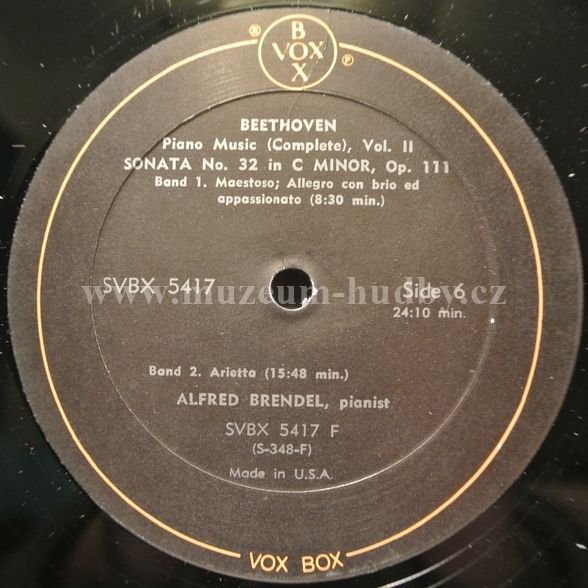 ® BOX VOX ℗
BEETHOVEN
Piano Music (Complete), Vol. II
SONATA No. 32 in C MINOR, Op. 111
Band 1. Maestoso; Allegro con brio ed
appassionato (8:30 min.)
SVBX 5417
Side 6
24:10 min.
www.muzeum-hudby.cz
Band 2. Arietta (15:48 min.)
ALFRED BRENDEL, pianist
SVBX 5417 F
(S-348-F)
Made in U.S.A.
VOX BOX